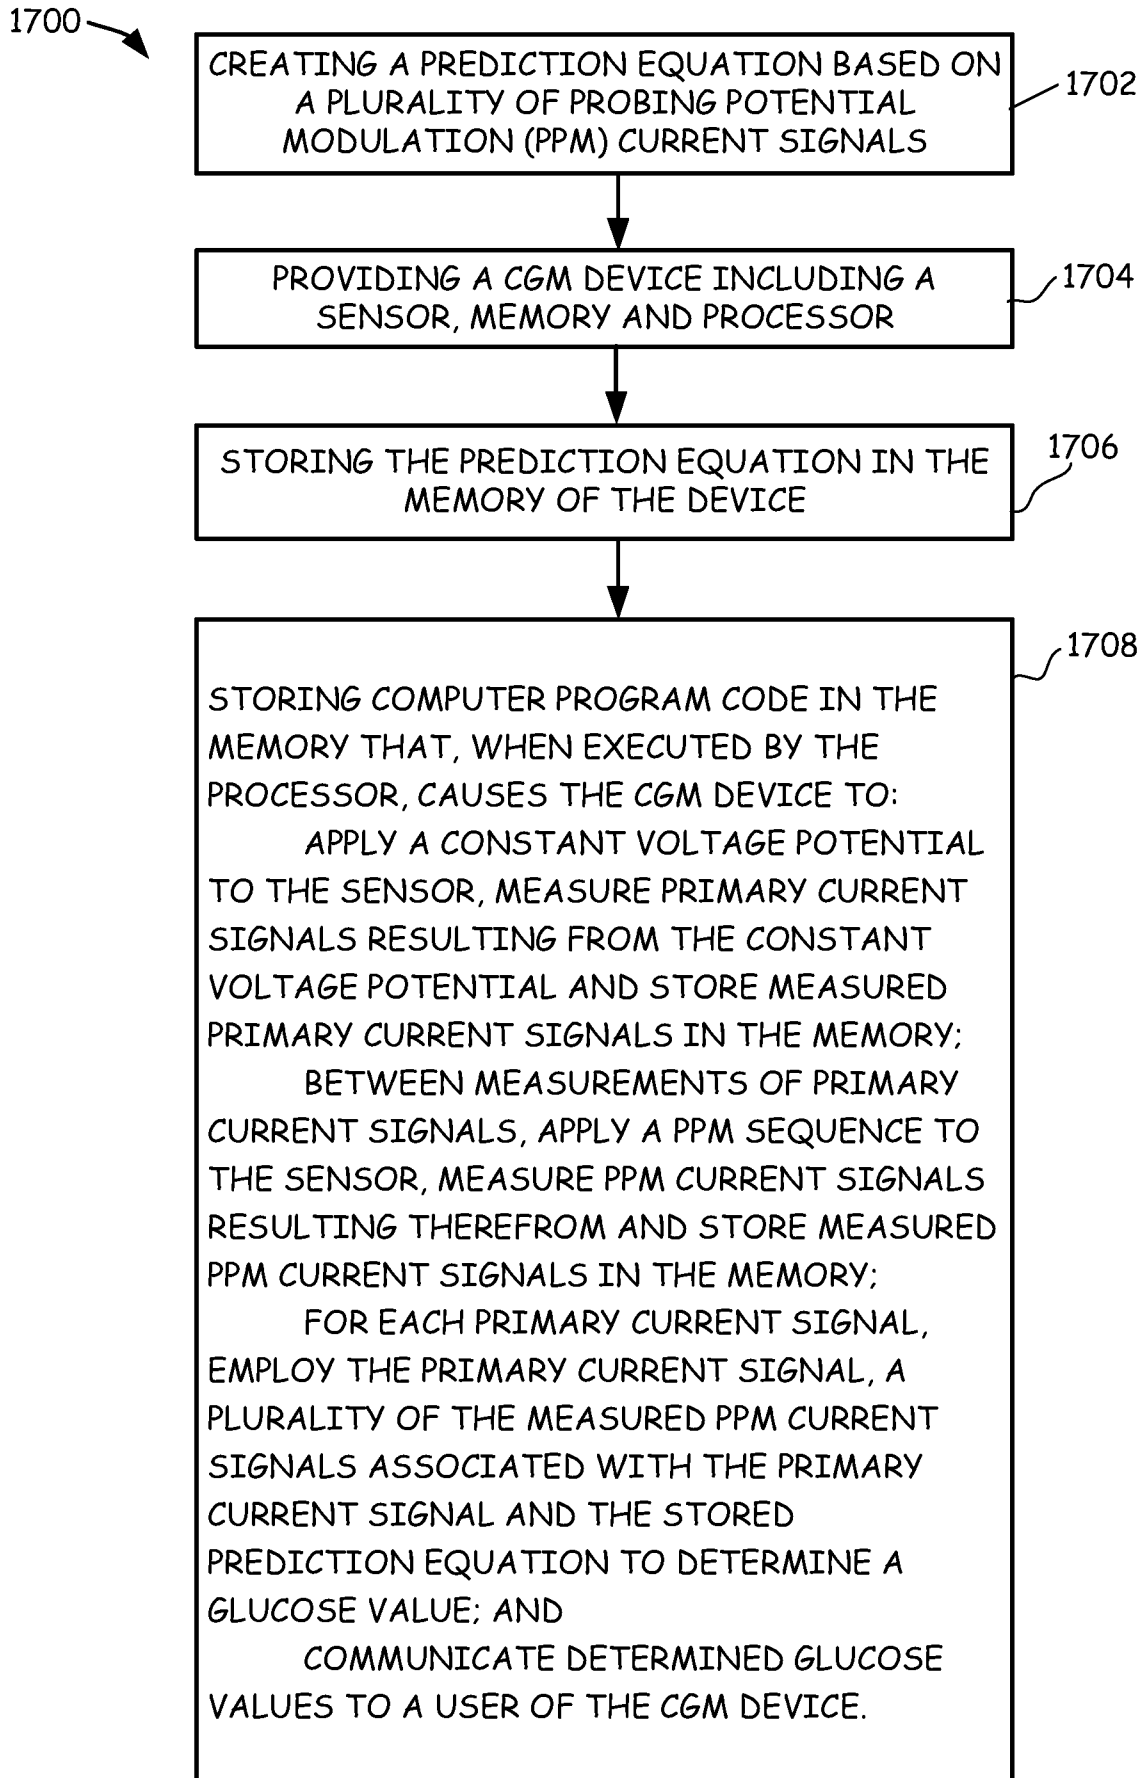 1700
CREATING A PREDICTION EQUATION BASED ON
A PLURALITY OF PROBING POTENTIAL
MODULATION (PPM) CURRENT SIGNALS
1702
PROVIDING A CGM DEVICE INCLUDING A
SENSOR, MEMORY AND PROCESSOR
1704
STORING THE PREDICTION EQUATION IN THE
MEMORY OF THE DEVICE
1706
1708
STORING COMPUTER PROGRAM CODE IN THE
MEMORY THAT, WHEN EXECUTED BY THE
PROCESSOR, CAUSES THE CGM DEVICE TO:
APPLY A CONSTANT VOLTAGE POTENTIAL
TO THE SENSOR, MEASURE PRIMARY CURRENT
SIGNALS RESULTING FROM THE CONSTANT
VOLTAGE POTENTIAL AND STORE MEASURED
PRIMARY CURRENT SIGNALS IN THE MEMORY;
BETWEEN MEASUREMENTS OF PRIMARY
CURRENT SIGNALS, APPLY A PPM SEQUENCE TO
THE SENSOR, MEASURE PPM CURRENT SIGNALS
RESULTING THEREFROM AND STORE MEASURED
PPM CURRENT SIGNALS IN THE MEMORY;
FOR EACH PRIMARY CURRENT SIGNAL,
EMPLOY THE PRIMARY CURRENT SIGNAL, A
PLURALITY OF THE MEASURED PPM CURRENT
SIGNALS ASSOCIATED WITH THE PRIMARY
CURRENT SIGNAL AND THE STORED
PREDICTION EQUATION TO DETERMINE A
GLUCOSE VALUE; AND
COMMUNICATE DETERMINED GLUCOSE
VALUES TO A USER OF THE CGM DEVICE.